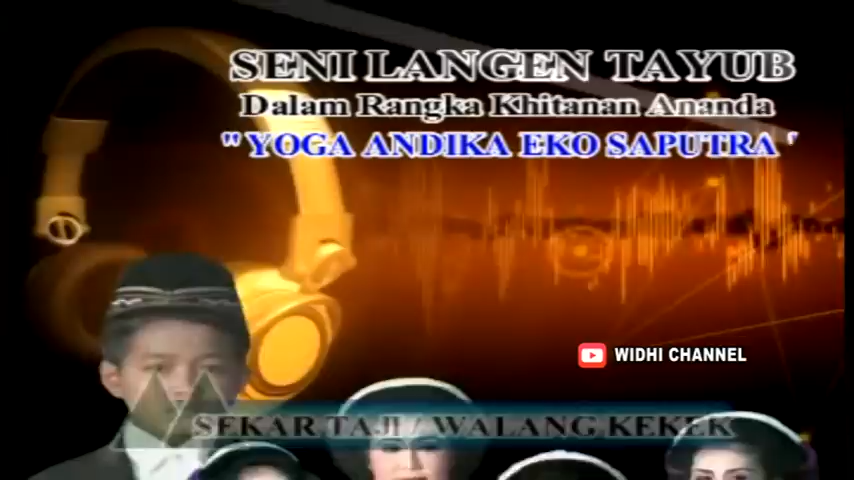 SENI LANGEN TAYUB
Dalam Rangka Khitanan Ananda
"YOGA ANDIKA EKO SAPUTRA '
WIDHI CHANNEL
SEKAR TAJI / WALANG KEKEK